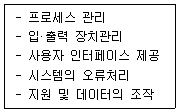 - 프로세스 관리
- 입·출력 장치관리
- 사용자 인터페이스 제공
- 시스템의 오류처리
- 지원 및 데이터의 조작